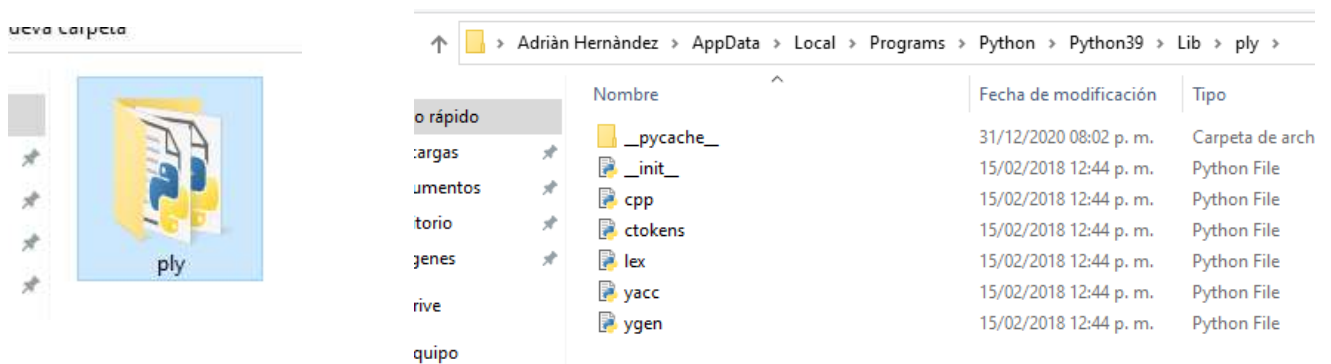 ueva carpeta
ply
Adriàn Hernàndez > AppData > Local > Programs > Python > Python39 > Lib > ply >
Nombre Fecha de modificación Tipo
o rápido
cargas
umentos
itorio
genes
rive
quipo
__pycache__ 31/12/2020 08:02 p. m. Carpeta de arch
__init__ 15/02/2018 12:44 p. m. Python File
cpp 15/02/2018 12:44 p. m. Python File
ctokens 15/02/2018 12:44 p. m. Python File
lex 15/02/2018 12:44 p. m. Python File
yacc 15/02/2018 12:44 p. m. Python File
ygen 15/02/2018 12:44 p. m. Python File